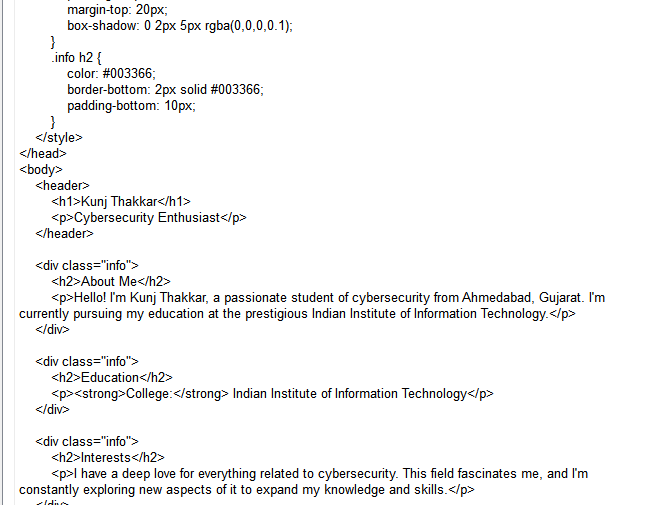 margin-top: 20px;
box-shadow: 0 2px 5px rgba(0,0,0,0.1);
}
.info h2 {
color: #003366;
border-bottom: 2px solid #003366;
padding-bottom: 10px;
}
</style>
</head>
<body>
<header>
<h1>Kunj Thakkar</h1>
<p>Cybersecurity Enthusiast</p>
</header>
<div class="info">
<h2>About Me</h2>
<p>Hello! I'm Kunj Thakkar, a passionate student of cybersecurity from Ahmedabad, Gujarat. I'm
currently pursuing my education at the prestigious Indian Institute of Information Technology.</p>
</div>
<div class="info">
<h2>Education</h2>
<p><strong>College:</strong> Indian Institute of Information Technology</p>
</div>
<div class="info">
<h2>Interests</h2>
<p>I have a deep love for everything related to cybersecurity. This field fascinates me, and I'm
constantly exploring new aspects of it to expand my knowledge and skills.</p>
</div>